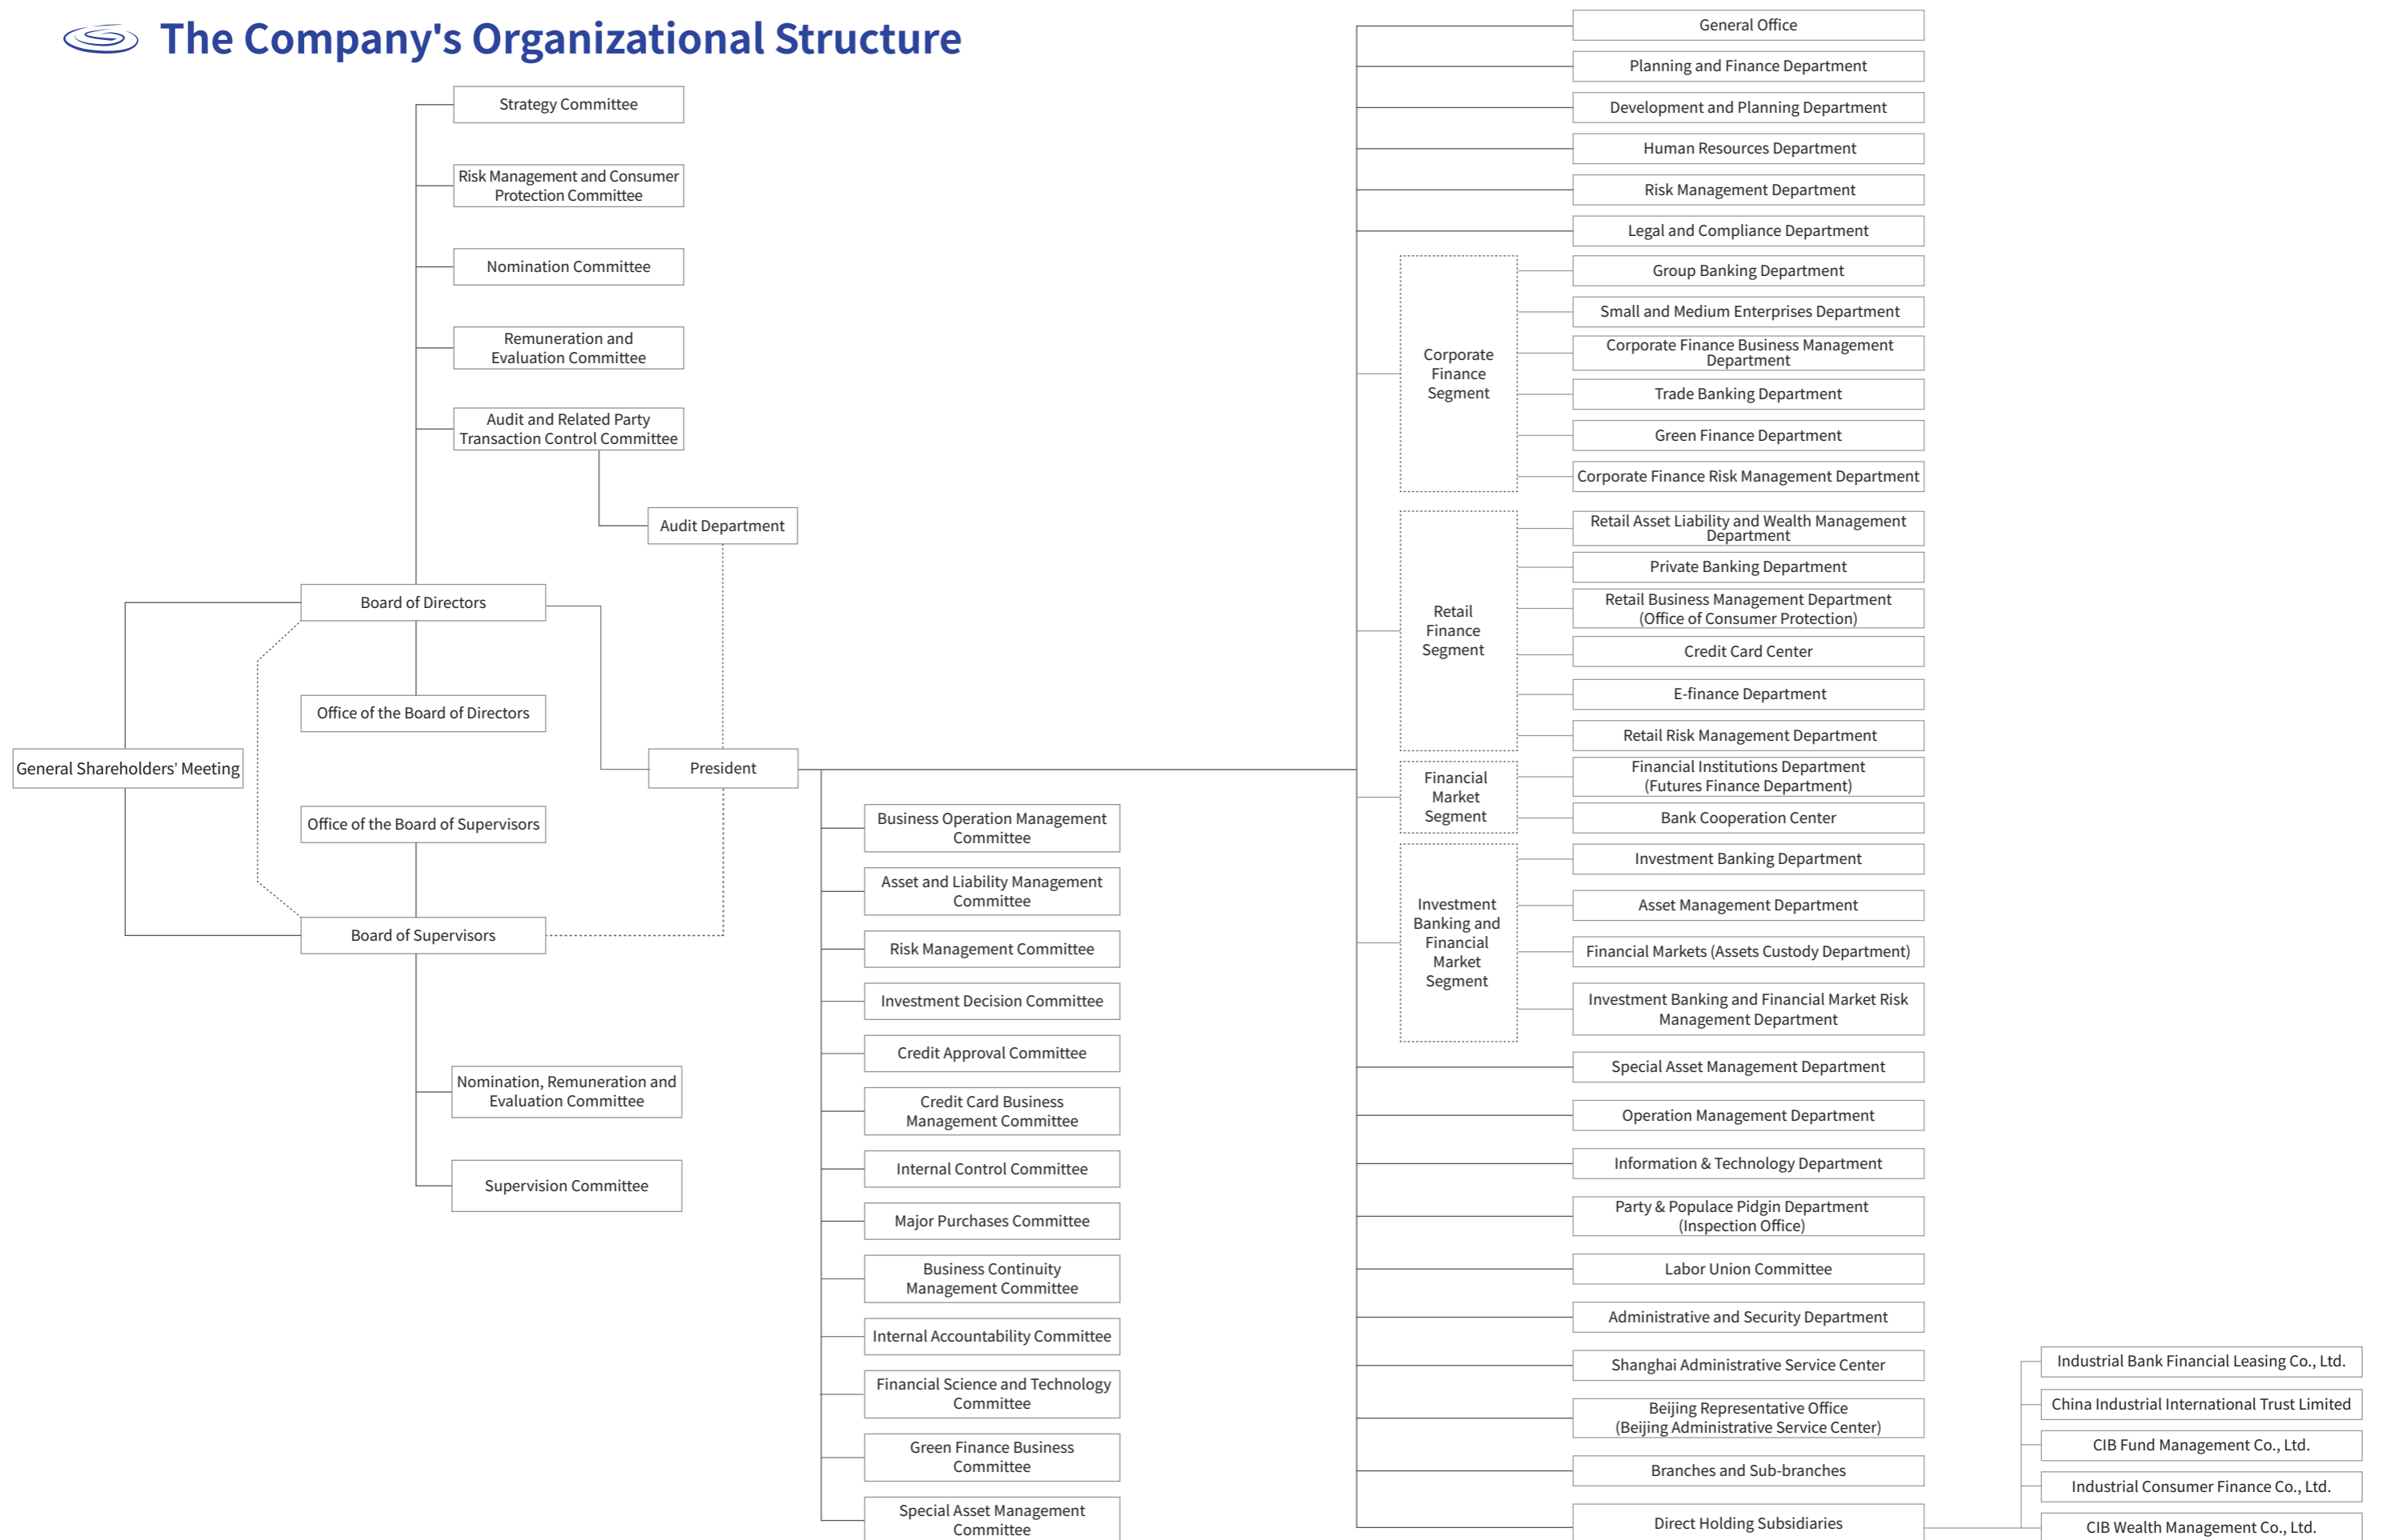 The Company's Organizational Structure
Strategy Committee
Risk Management and Consumer
Protection Committee
Nomination Committee
Remuneration and
Evaluation Committee
Audit and Related Party
Transaction Control Committee
Audit Department
Board of Directors
Office of the Board of Directors
General Shareholders’ Meeting
President
Office of the Board of Supervisors
Board of Supervisors
Nomination, Remuneration and
Evaluation Committee
Supervision Committee
Business Operation Management
Committee
Asset and Liability Management
Committee
Risk Management Committee
Investment Decision Committee
Credit Approval Committee
Credit Card Business
Management Committee
Internal Control Committee
Major Purchases Committee
Business Continuity
Management Committee
Internal Accountability Committee
Financial Science and Technology
Committee
Green Finance Business
Committee
Special Asset Management
Committee
General Office
Planning and Finance Department
Development and Planning Department
Human Resources Department
Risk Management Department
Legal and Compliance Department
Corporate
Finance
Segment
Group Banking Department
Small and Medium Enterprises Department
Corporate Finance Business Management
Department
Trade Banking Department
Green Finance Department
Corporate Finance Risk Management Department
Retail
Finance
Segment
Retail Asset Liability and Wealth Management
Department
Private Banking Department
Retail Business Management Department
(Office of Consumer Protection)
Credit Card Center
E-finance Department
Retail Risk Management Department
Financial
Market
Segment
Financial Institutions Department
(Futures Finance Department)
Bank Cooperation Center
Investment
Banking and
Financial
Market
Segment
Investment Banking Department
Asset Management Department
Financial Markets (Assets Custody Department)
Investment Banking and Financial Market Risk
Management Department
Special Asset Management Department
Operation Management Department
Information & Technology Department
Party & Populace Pidgin Department
(Inspection Office)
Labor Union Committee
Administrative and Security Department
Shanghai Administrative Service Center
Beijing Representative Office
(Beijing Administrative Service Center)
Branches and Sub-branches
Direct Holding Subsidiaries
Industrial Bank Financial Leasing Co., Ltd.
China Industrial International Trust Limited
CIB Fund Management Co., Ltd.
Industrial Consumer Finance Co., Ltd.
CIB Wealth Management Co., Ltd.